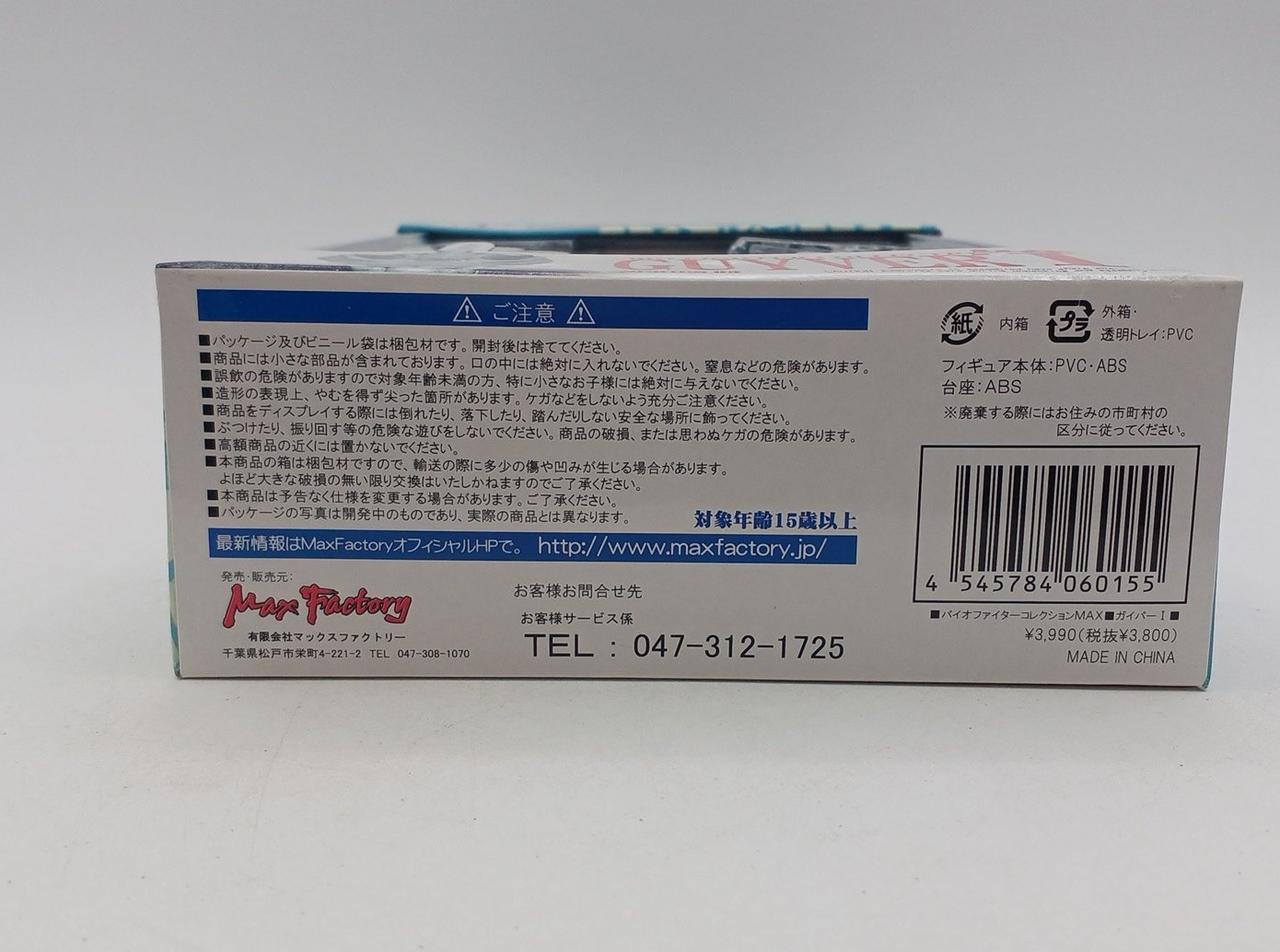 GUYVER I
⚠ ご注意 ⚠
■パッケージ及びビニール袋は梱包材です。開封後は捨ててください。
■商品には小さな部品が含まれております。口の中には絶対に入れないでください。窒息などの危険があります。
■誤飲の危険がありますので対象年齢未満の方、特に小さなお子様には絶対に与えないでください。
■造形の表現上、やむを得ず尖った箇所があります。ケガなどをしないよう充分ご注意ください。
■商品をディスプレイする際には倒れたり、落下したり、踏んだりしない安全な場所に飾ってください。
■ぶつけたり、振り回す等の危険な遊びをしないでください。商品の破損、または思わぬケガの危険があります。
■高額商品の近くには置かないでください。
■本商品の箱は梱包材ですので、輸送の際に多少の傷や凹みが生じる場合があります。
よほど大きな破損の無い限り交換はいたしかねますのでご了承ください。
■本商品は予告なく仕様を変更する場合があります。ご了承ください。
■パッケージの写真は開発中のものであり、実際の商品とは異なります。
対象年齢15歳以上
最新情報はMaxFactoryオフィシャルHPで。 http://www.maxfactory.jp/
発売・販売元:
Max Factory
有限会社マックスファクトリー
千葉県松戸市栄町4-221-2 TEL 047-308-1070
お客様お問合せ先
お客様サービス係
TEL : 047-312-1725
紙 内箱 プラ 外箱・
透明トレイ:PVC
フィギュア本体:PVC・ABS
台座:ABS
※廃棄する際にはお住みの市町村の
区分に従ってください。
4 545784 060155
■バイオファイターコレクションMAX■ガイバーI■
¥3,990(税抜¥3,800)
MADE IN CHINA